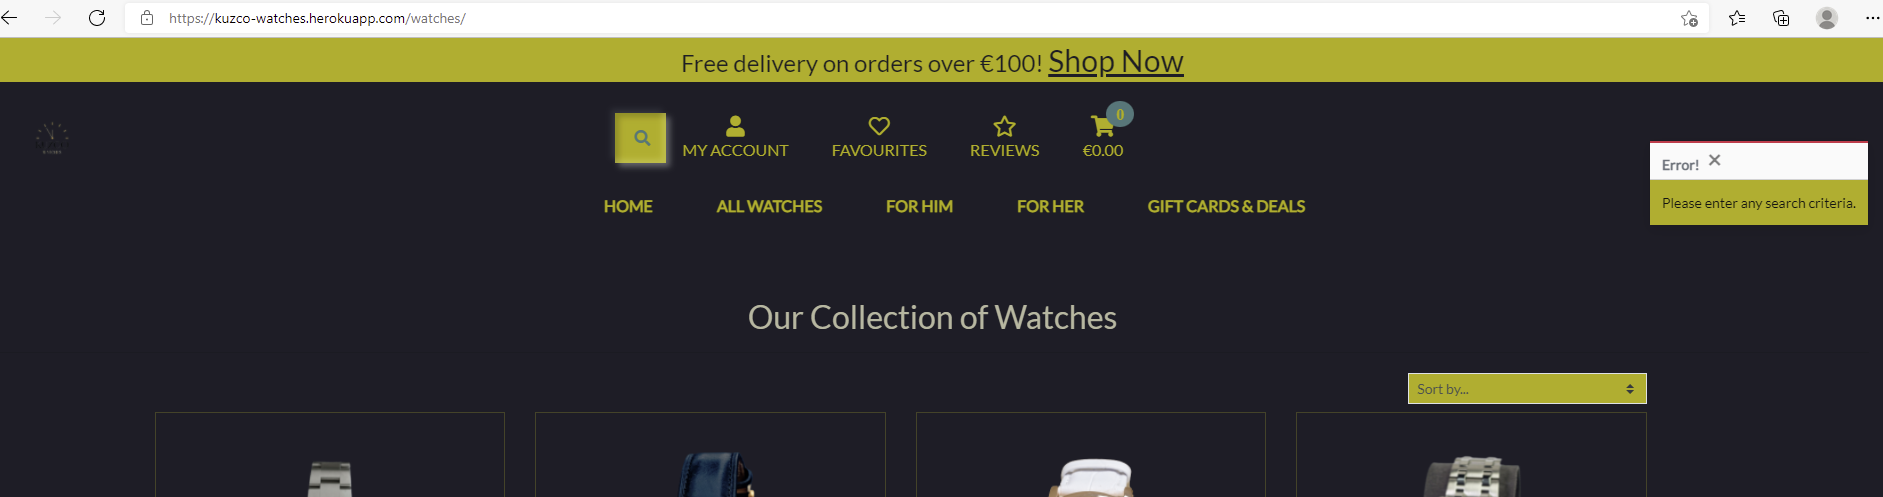 https://kuzco-watches.herokuapp.com/watches/
Free delivery on orders over €100! Shop Now
0
MY ACCOUNT FAVOURITES REVIEWS €0.00
Error!
Please enter any search criteria.
HOME ALL WATCHES FOR HIM FOR HER GIFT CARDS & DEALS
Our Collection of Watches
Sort by...